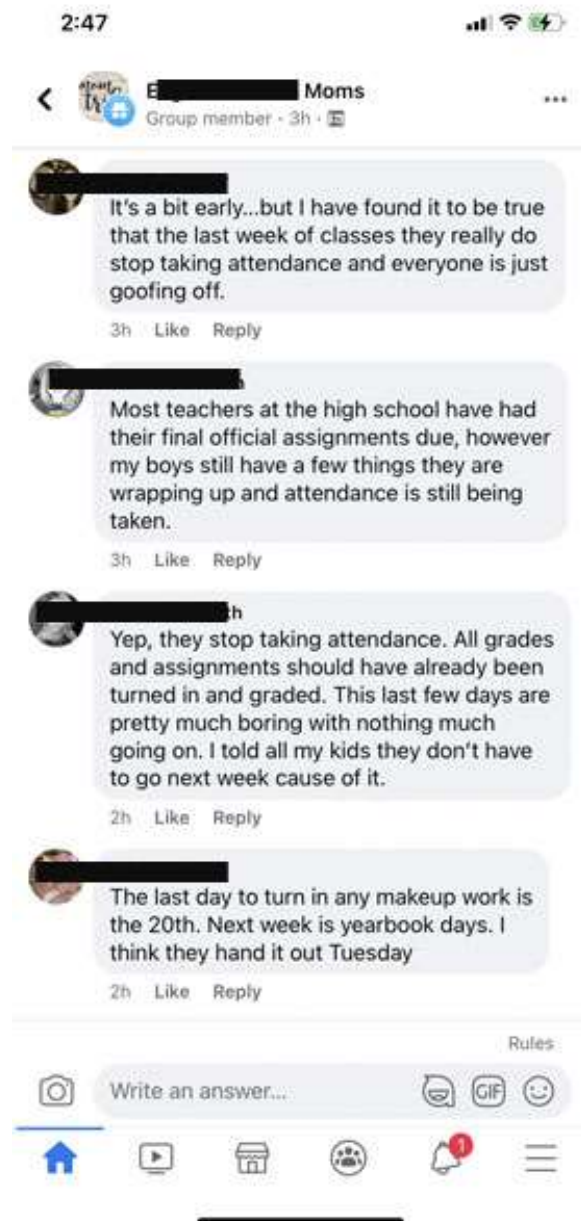 2:47
E Moms
Group member · 3h ·
It's a bit early...but I have found it to be true
that the last week of classes they really do
stop taking attendance and everyone is just
goofing off.
3h Like Reply
Most teachers at the high school have had
their final official assignments due, however
my boys still have a few things they are
wrapping up and attendance is still being
taken.
3h Like Reply
th
Yep, they stop taking attendance. All grades
and assignments should have already been
turned in and graded. This last few days are
pretty much boring with nothing much
going on. I told all my kids they don't have
to go next week cause of it.
2h Like Reply
The last day to turn in any makeup work is
the 20th. Next week is yearbook days. I
think they hand it out Tuesday
2h Like Reply
Rules
Write an answer...
GIF
1